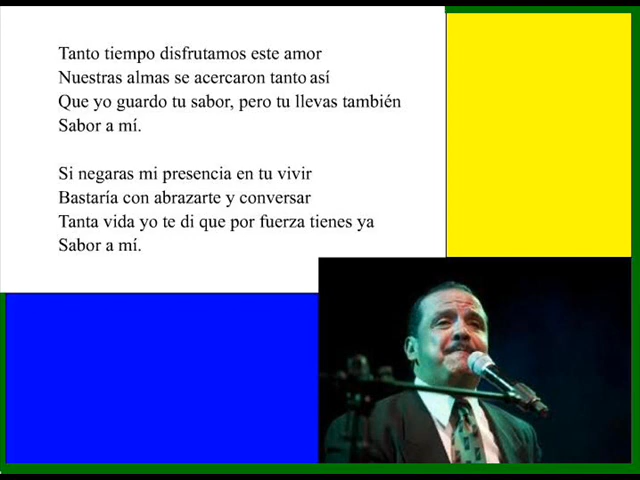 Tanto tiempo disfrutamos este amor
Nuestras almas se acercaron tanto así
Que yo guardo tu sabor, pero tu llevas también
Sabor a mí.
Si negaras mi presencia en tu vivir
Bastaría con abrazarte y conversar
Tanta vida yo te di que por fuerza tienes ya
Sabor a mí.